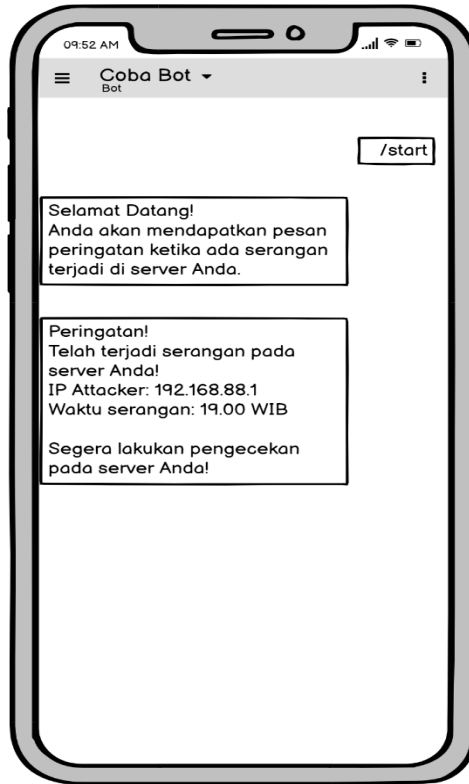 09:52 AM
Coba Bot
Bot
/start
Selamat Datang!
Anda akan mendapatkan pesan
peringatan ketika ada serangan
terjadi di server Anda.
Peringatan!
Telah terjadi serangan pada
server Anda!
IP Attacker: 192.168.88.1
Waktu serangan: 19.00 WIB
Segera lakukan pengecekan
pada server Anda!